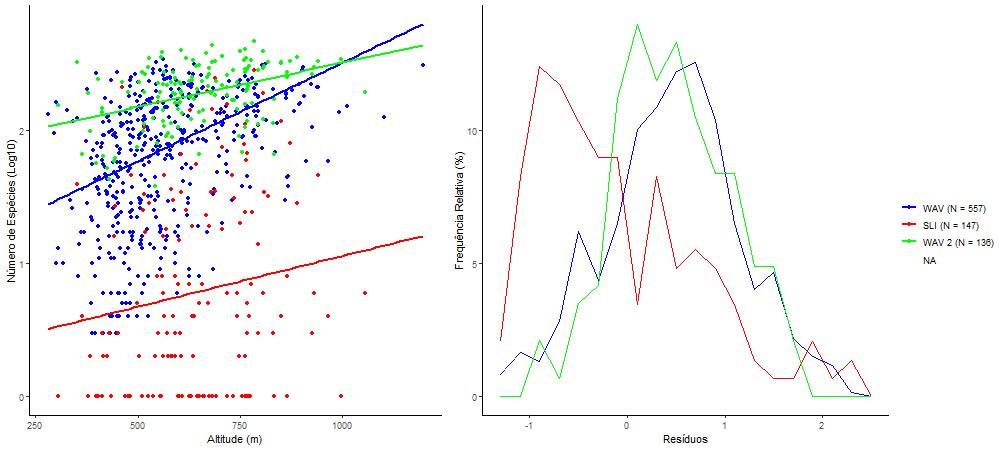 2
1
0
250
500
750
1000
Altitude (m)
Número de Espécies (Log10)
10
5
0
-1
0
1
2
Resíduos
Frequência Relativa (%)
WAV (N = 557)
SLI (N = 147)
WAV 2 (N = 136)
NA